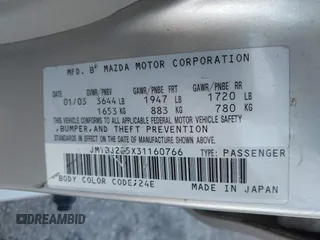 MFD. BY MAZDA MOTOR CORPORATION
DATE GVWR/PNBV GAWR/PNBE FRT GAWR/PNBE RR
01/03 3644 LB 1947 LB 1720 LB
1653 KG 883 KG 780 KG
THIS VEHICLE CONFORMS TO ALL APPLICABLE
FEDERAL MOTOR VEHICLE SAFETY
,BUMPER,AND THEFT PREVENTION
STANDARDS IN EFFECT ON THE DATE OF
MANUFACTURE SHOWN ABOVE.
TYPE: PASSENGER
BODY COLOR CODE:24E
MADE IN JAPAN